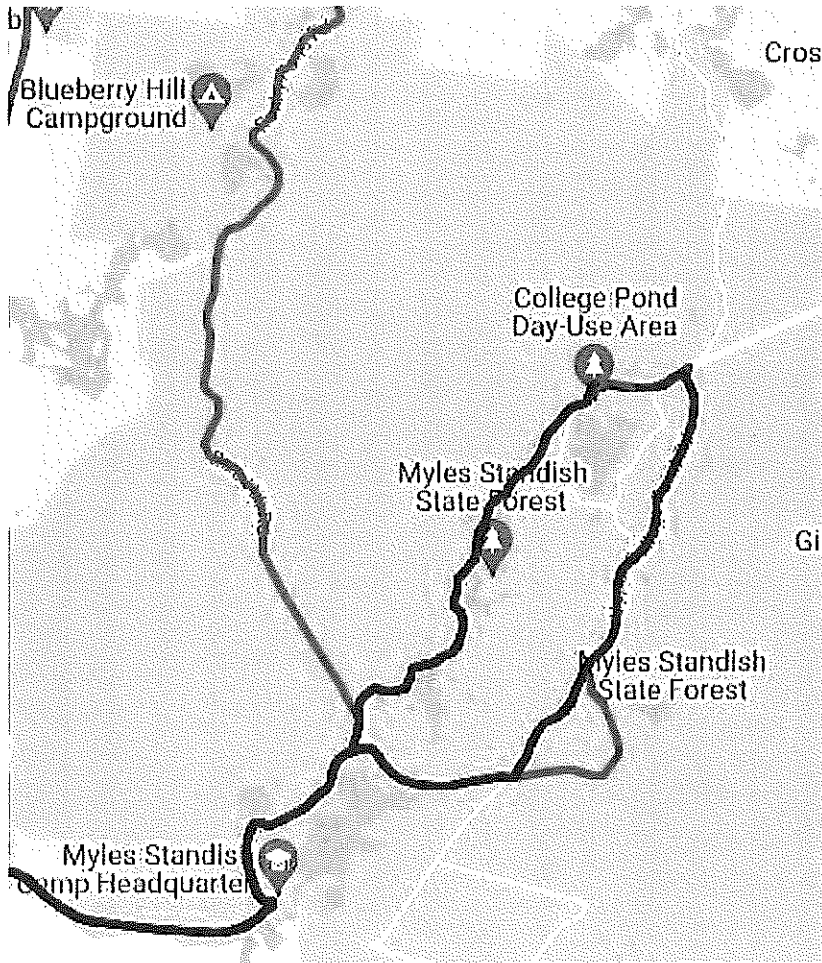 b
Cros
Blueberry Hill
Campground
College Pond
Day-Use Area
Myles Standish
State Forest
Gi
Myles Standish
State Forest
Myles Standis
Camp Headquarter